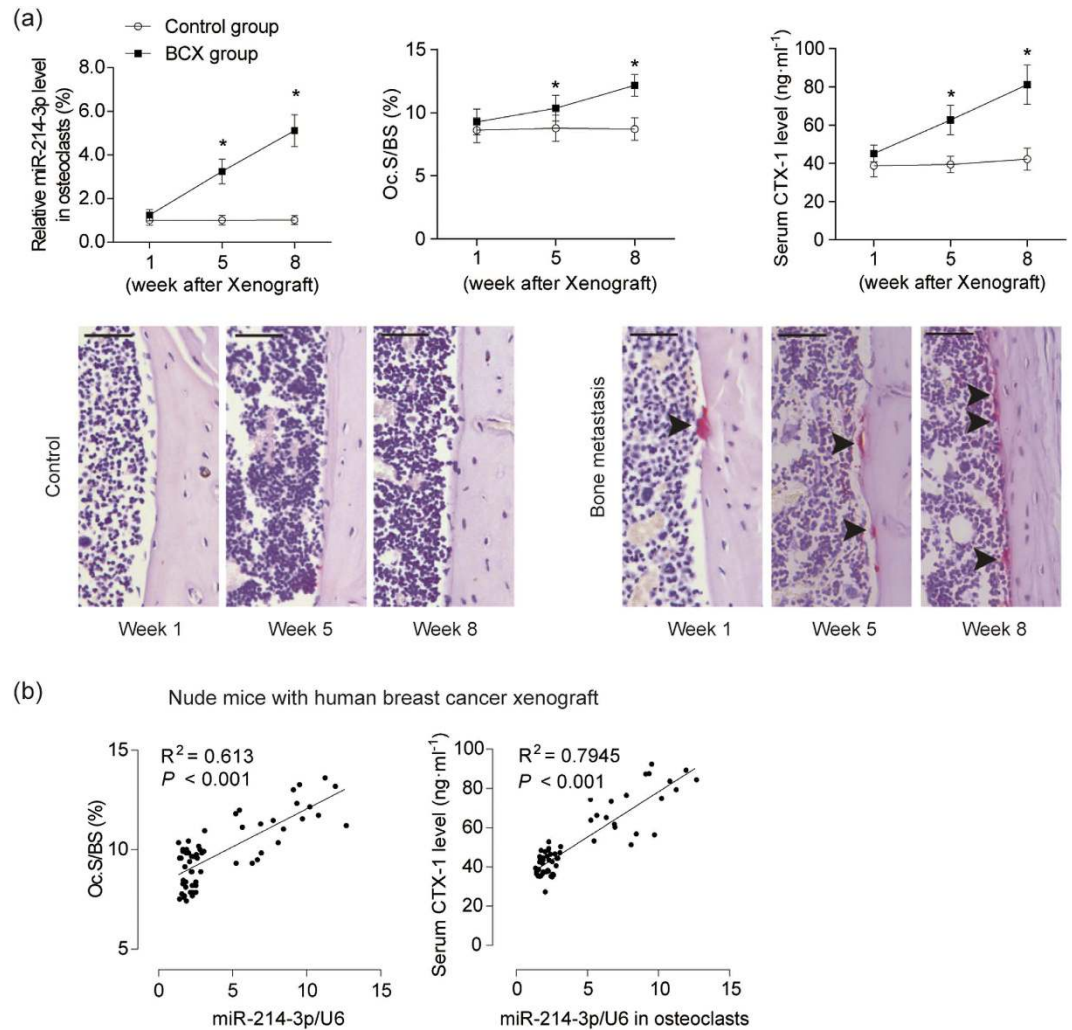 (a)
Control group
BCX group
Relative miR-214-3p level
in osteoclasts (%)
8.0
6.0
4.0
2.0
0.0
*
*
1 5 8
(week after Xenograft)
Oc.S/BS (%)
15
10
5
0
*
*
1 5 8
(week after Xenograft)
Serum CTX-1 level (ng·ml⁻¹)
100
80
60
40
20
0
*
*
1 5 8
(week after Xenograft)
Control
Week 1 Week 5 Week 8
Bone metastasis
Week 1 Week 5 Week 8
(b)
Nude mice with human breast cancer xenograft
R² = 0.613
P < 0.001
Oc.S/BS (%)
15
10
5
0 5 10 15
miR-214-3p/U6
R² = 0.7945
P < 0.001
Serum CTX-1 level (ng·ml⁻¹)
100
80
60
40
20
0
0 5 10 15
miR-214-3p/U6 in osteoclasts